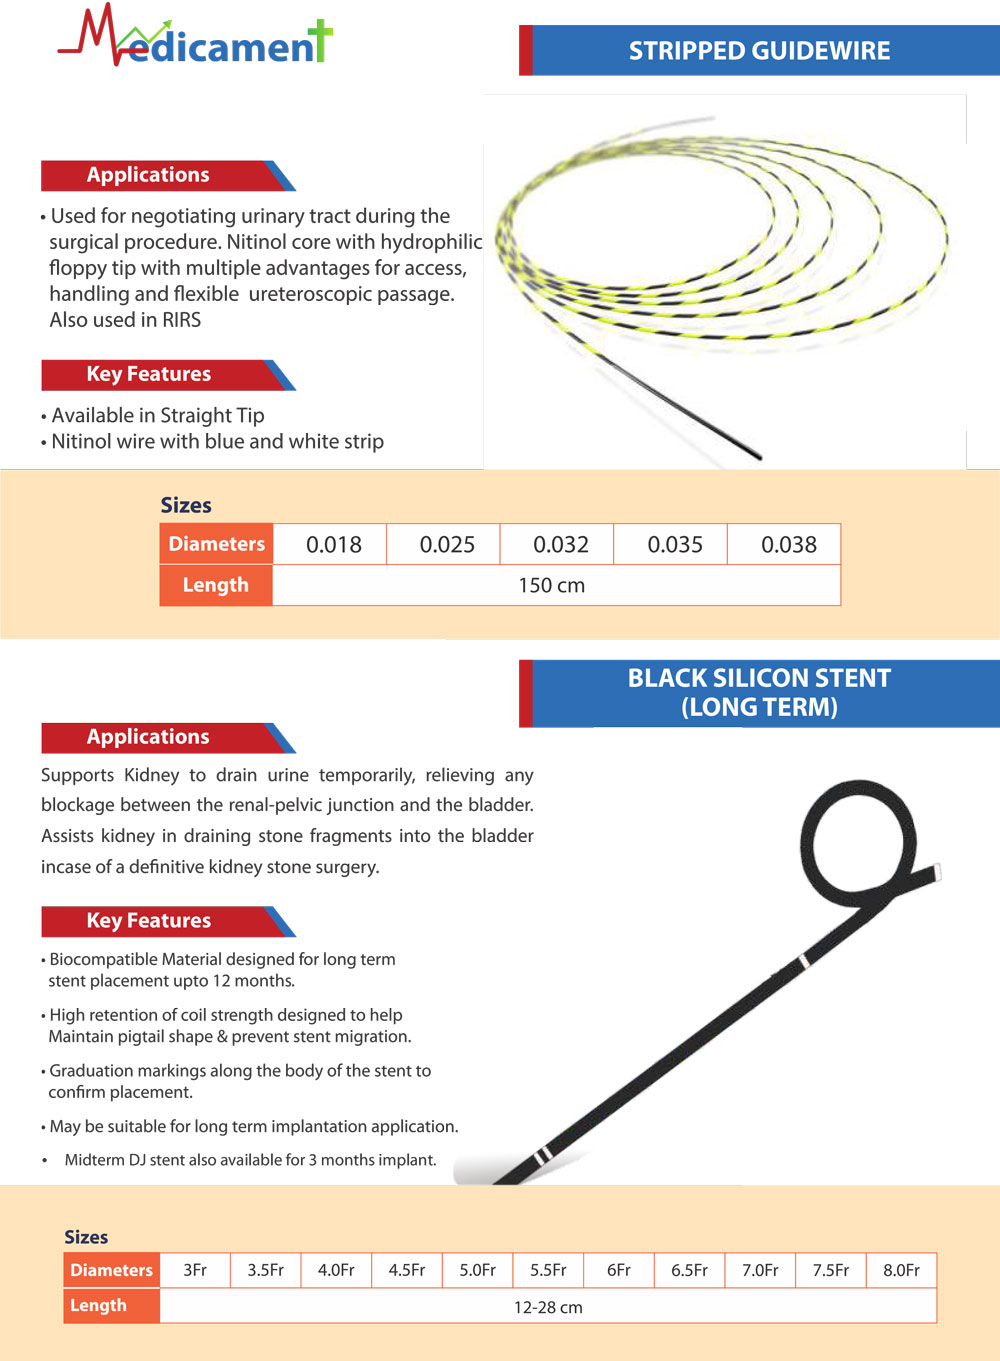 Medicament
STRIPPED GUIDEWIRE
Applications
• Used for negotiating urinary tract during the
surgical procedure. Nitinol core with hydrophilic
floppy tip with multiple advantages for access,
handling and flexible ureteroscopic passage.
Also used in RIRS
Key Features
• Available in Straight Tip
• Nitinol wire with blue and white strip
Sizes
Diameters 0.018 0.025 0.032 0.035 0.038
Length 150 cm
BLACK SILICON STENT
(LONG TERM)
Applications
Supports Kidney to drain urine temporarily, relieving any
blockage between the renal-pelvic junction and the bladder.
Assists kidney in draining stone fragments into the bladder
incase of a definitive kidney stone surgery.
Key Features
• Biocompatible Material designed for long term
stent placement upto 12 months.
• High retention of coil strength designed to help
Maintain pigtail shape & prevent stent migration.
• Graduation markings along the body of the stent to
confirm placement.
• May be suitable for long term implantation application.
• Midterm DJ stent also available for 3 months implant.
Sizes
Diameters 3Fr 3.5Fr 4.0Fr 4.5Fr 5.0Fr 5.5Fr 6Fr 6.5Fr 7.0Fr 7.5Fr 8.0Fr
Length 12-28 cm